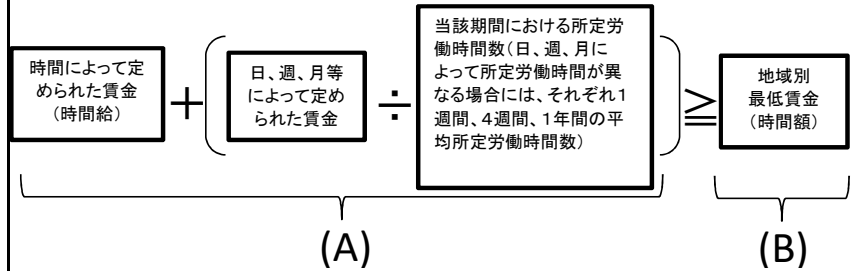 時間によって定
められた賃金
(時間給)
+
日、週、月等
によって定め
られた賃金
÷
当該期間における所定労
働時間数(日、週、月に
よって所定労働時間が異
なる場合には、それぞれ1
週間、4週間、1年間の平
均所定労働時間数)
≧
地域別
最低賃金
(時間額)
(A)
(B)